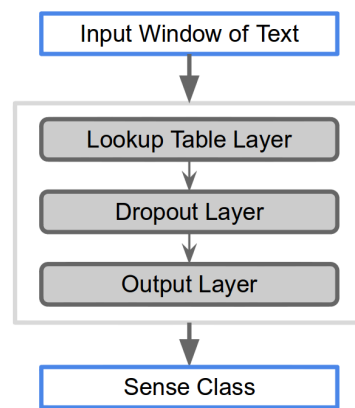 Input Window of Text
Lookup Table Layer
Dropout Layer
Output Layer
Sense Class